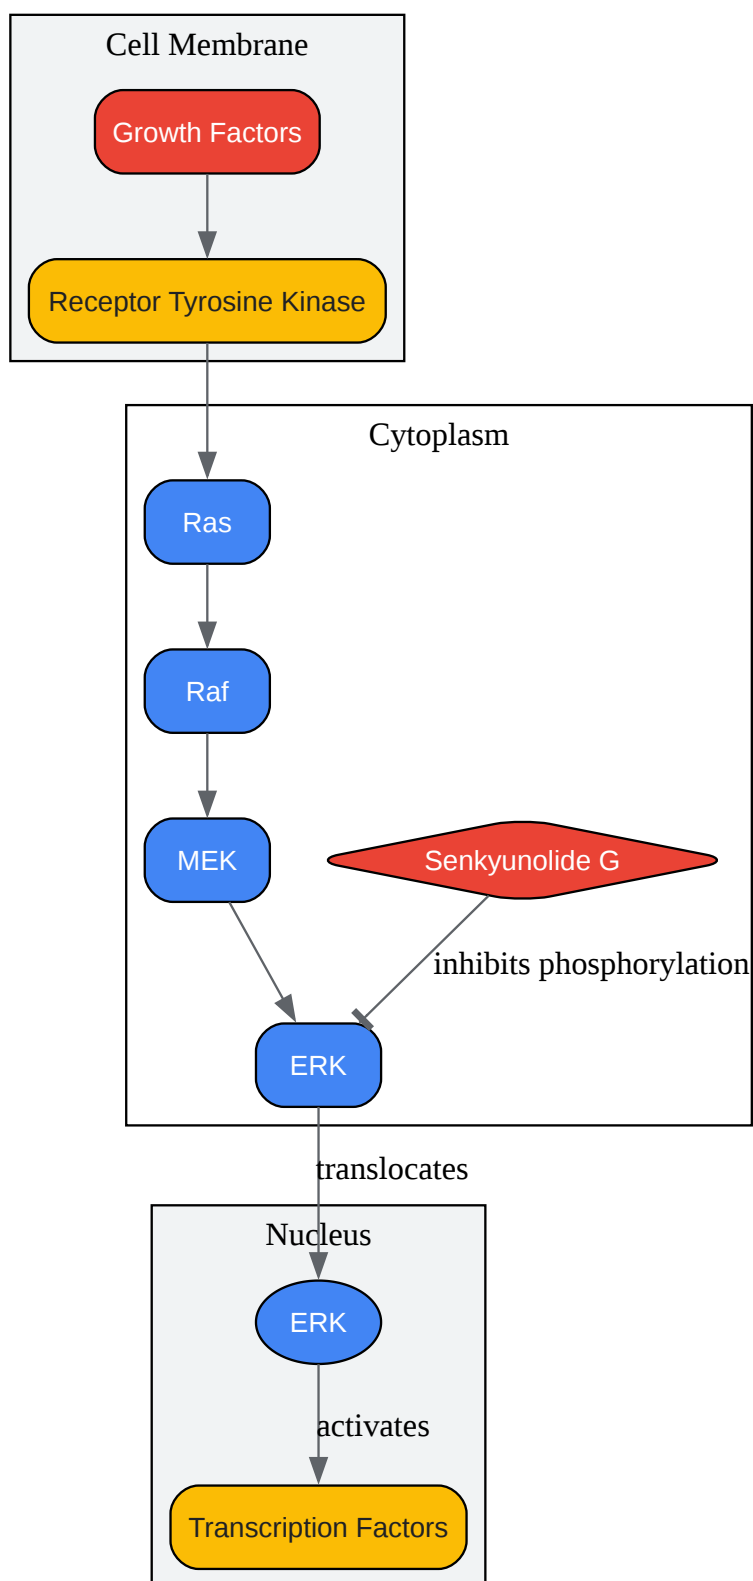 Cell Membrane
Growth Factors
Receptor Tyrosine Kinase
Cytoplasm
Ras
Raf
MEK
Senkyunolide G
inhibits phosphorylation
ERK
translocates
Nucleus
ERK
activates
Transcription Factors